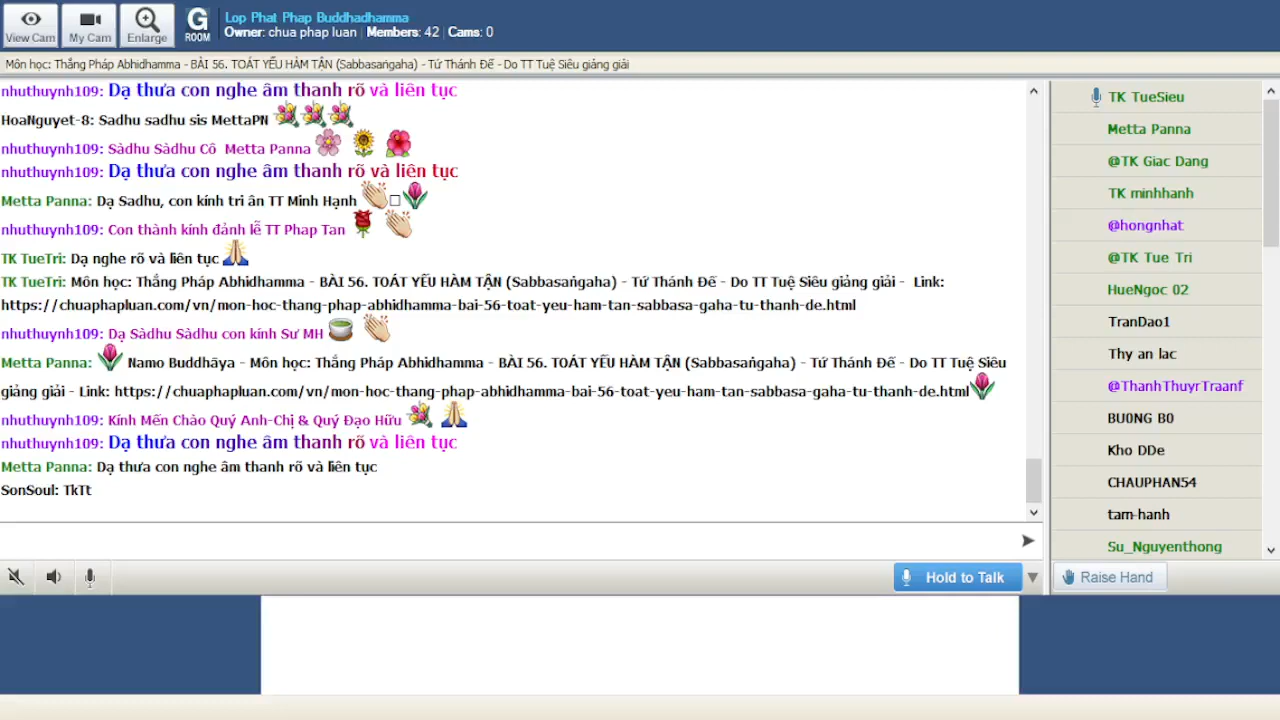 View Cam
My Cam
Enlarge
G
ROOM
Lop Phat Phap Buddhadhamma
Owner: chua phap luan | Members: 42 | Cams: 0
Môn học: Thắng Pháp Abhidhamma - BÀI 56. TOÁT YẾU HÀM TẬN (Sabbasaṅgaha) - Tứ Thánh Đế - Do TT Tuệ Siêu giảng giải
nhuthuynh109: Dạ thưa con nghe âm thanh rõ và liên tục
HoaNguyet-8: Sadhu sadhu sis MettaPN
nhuthuynh109: Sàdhu Sàdhu Cô Metta Panna
nhuthuynh109: Dạ thưa con nghe âm thanh rõ và liên tục
Metta Panna: Dạ Sadhu, con kính tri ân TT Minh Hạnh
nhuthuynh109: Con thành kính đảnh lễ TT Phap Tan
TK TueTri: Dạ nghe rõ và liên tục
TK TueTri: Môn học: Thắng Pháp Abhidhamma - BÀI 56. TOÁT YẾU HÀM TẬN (Sabbasaṅgaha) - Tứ Thánh Đế - Do TT Tuệ Siêu giảng giải - Link:
https://chuaphapluan.com/vn/mon-hoc-thang-phap-abhidhamma-bai-56-toat-yeu-ham-tan-sabbasa-gaha-tu-thanh-de.html
nhuthuynh109: Dạ Sàdhu Sàdhu con kính Sư MH
Metta Panna: Namo Buddhāya - Môn học: Thắng Pháp Abhidhamma - BÀI 56. TOÁT YẾU HÀM TẬN (Sabbasaṅgaha) - Tứ Thánh Đế - Do TT Tuệ Siêu
giảng giải - Link: https://chuaphapluan.com/vn/mon-hoc-thang-phap-abhidhamma-bai-56-toat-yeu-ham-tan-sabbasa-gaha-tu-thanh-de.html
nhuthuynh109: Kính Mến Chào Quý Anh-Chị & Quý Đạo Hữu
nhuthuynh109: Dạ thưa con nghe âm thanh rõ và liên tục
Metta Panna: Dạ thưa con nghe âm thanh rõ và liên tục
SonSoul: TkTt
Hold to Talk
TK TueSieu
Metta Panna
@TK Giac Dang
TK minhhanh
@hongnhat
@TK Tue Tri
HueNgoc 02
TranDao1
Thy an lac
@ThanhThuyrTraanf
BU0NG B0
Kho DDe
CHAUPHAN54
tam-hanh
Su_Nguyenthong
Raise Hand